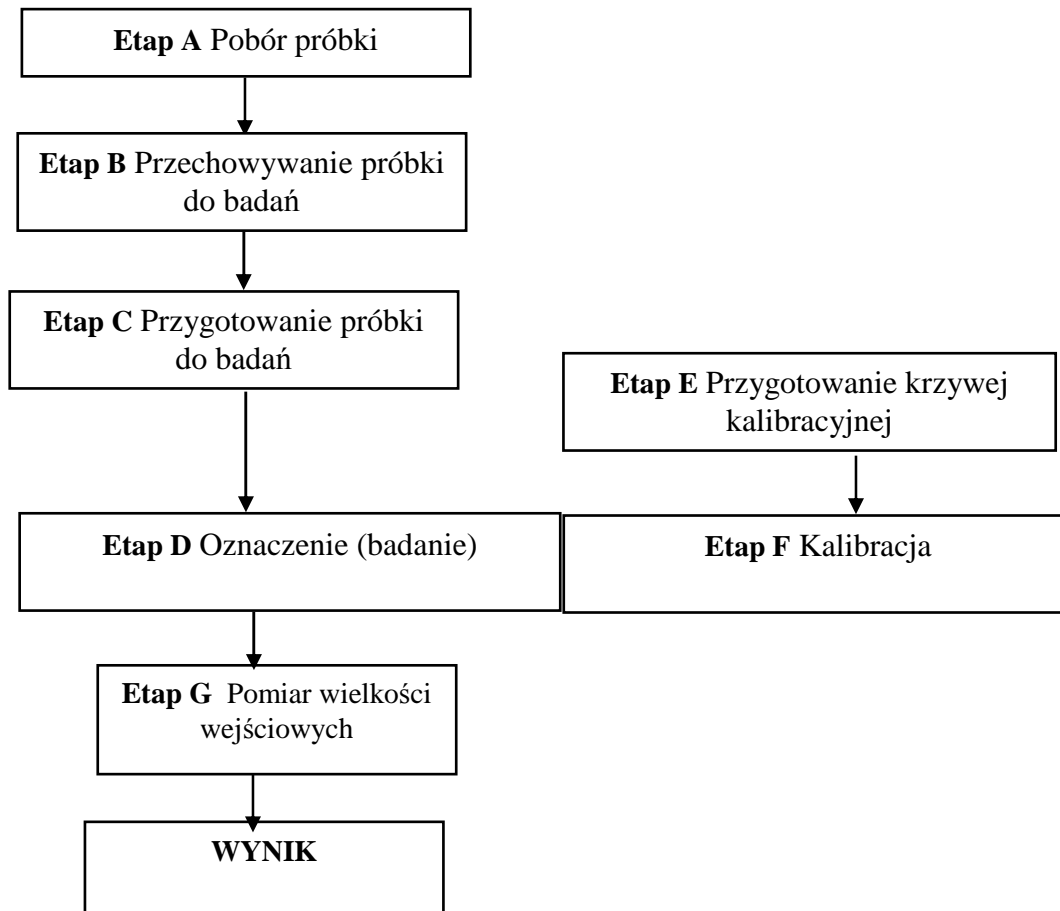 Etap A Pobór próbki
Etap B Przechowywanie próbki
do badań
Etap C Przygotowanie próbki
do badań
Etap E Przygotowanie krzywej
kalibracyjnej
Etap D Oznaczenie (badanie)
Etap F Kalibracja
Etap G Pomiar wielkości
wejściowych
WYNIK